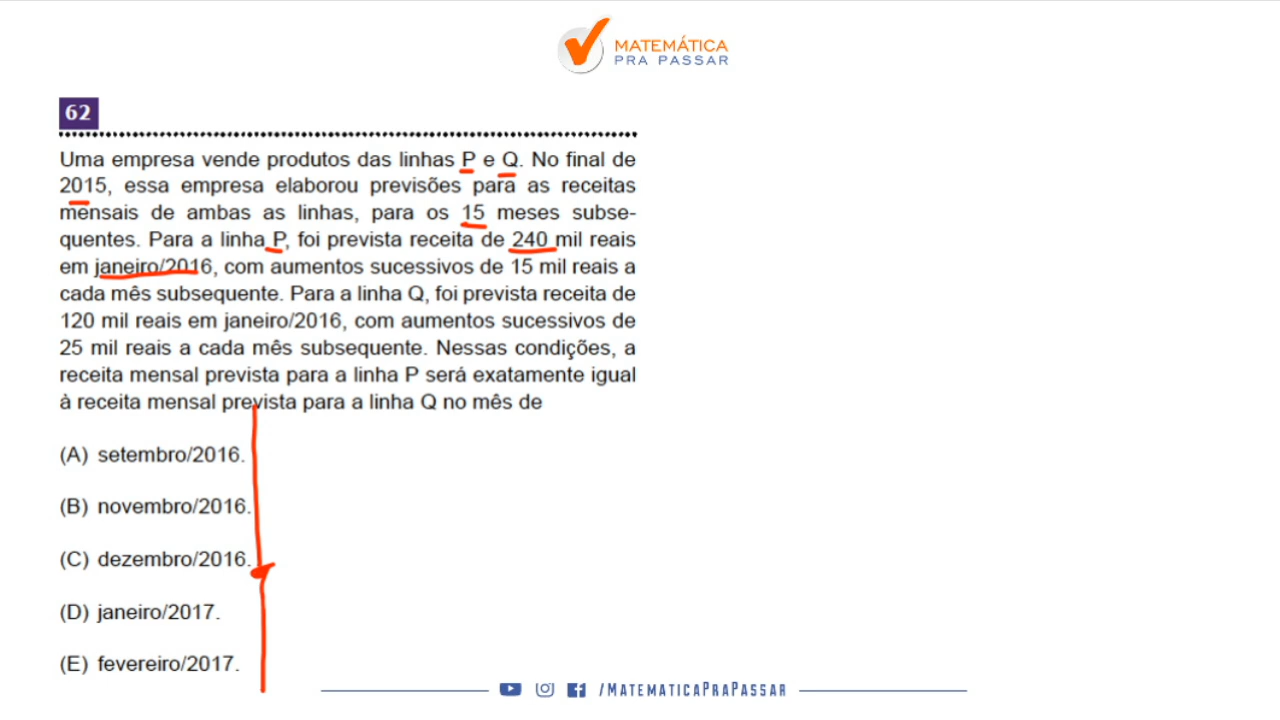 MATEMÁTICA
PRA PASSAR
62
Uma empresa vende produtos das linhas P e Q. No final de
2015, essa empresa elaborou previsões para as receitas
mensais de ambas as linhas, para os 15 meses subse-
quentes. Para a linha P, foi prevista receita de 240 mil reais
em janeiro/2016, com aumentos sucessivos de 15 mil reais a
cada mês subsequente. Para a linha Q, foi prevista receita de
120 mil reais em janeiro/2016, com aumentos sucessivos de
25 mil reais a cada mês subsequente. Nessas condições, a
receita mensal prevista para a linha P será exatamente igual
à receita mensal prevista para a linha Q no mês de
(A) setembro/2016.
(B) novembro/2016.
(C) dezembro/2016.
(D) janeiro/2017.
(E) fevereiro/2017.
/MATEMATICAPRAPASSAR